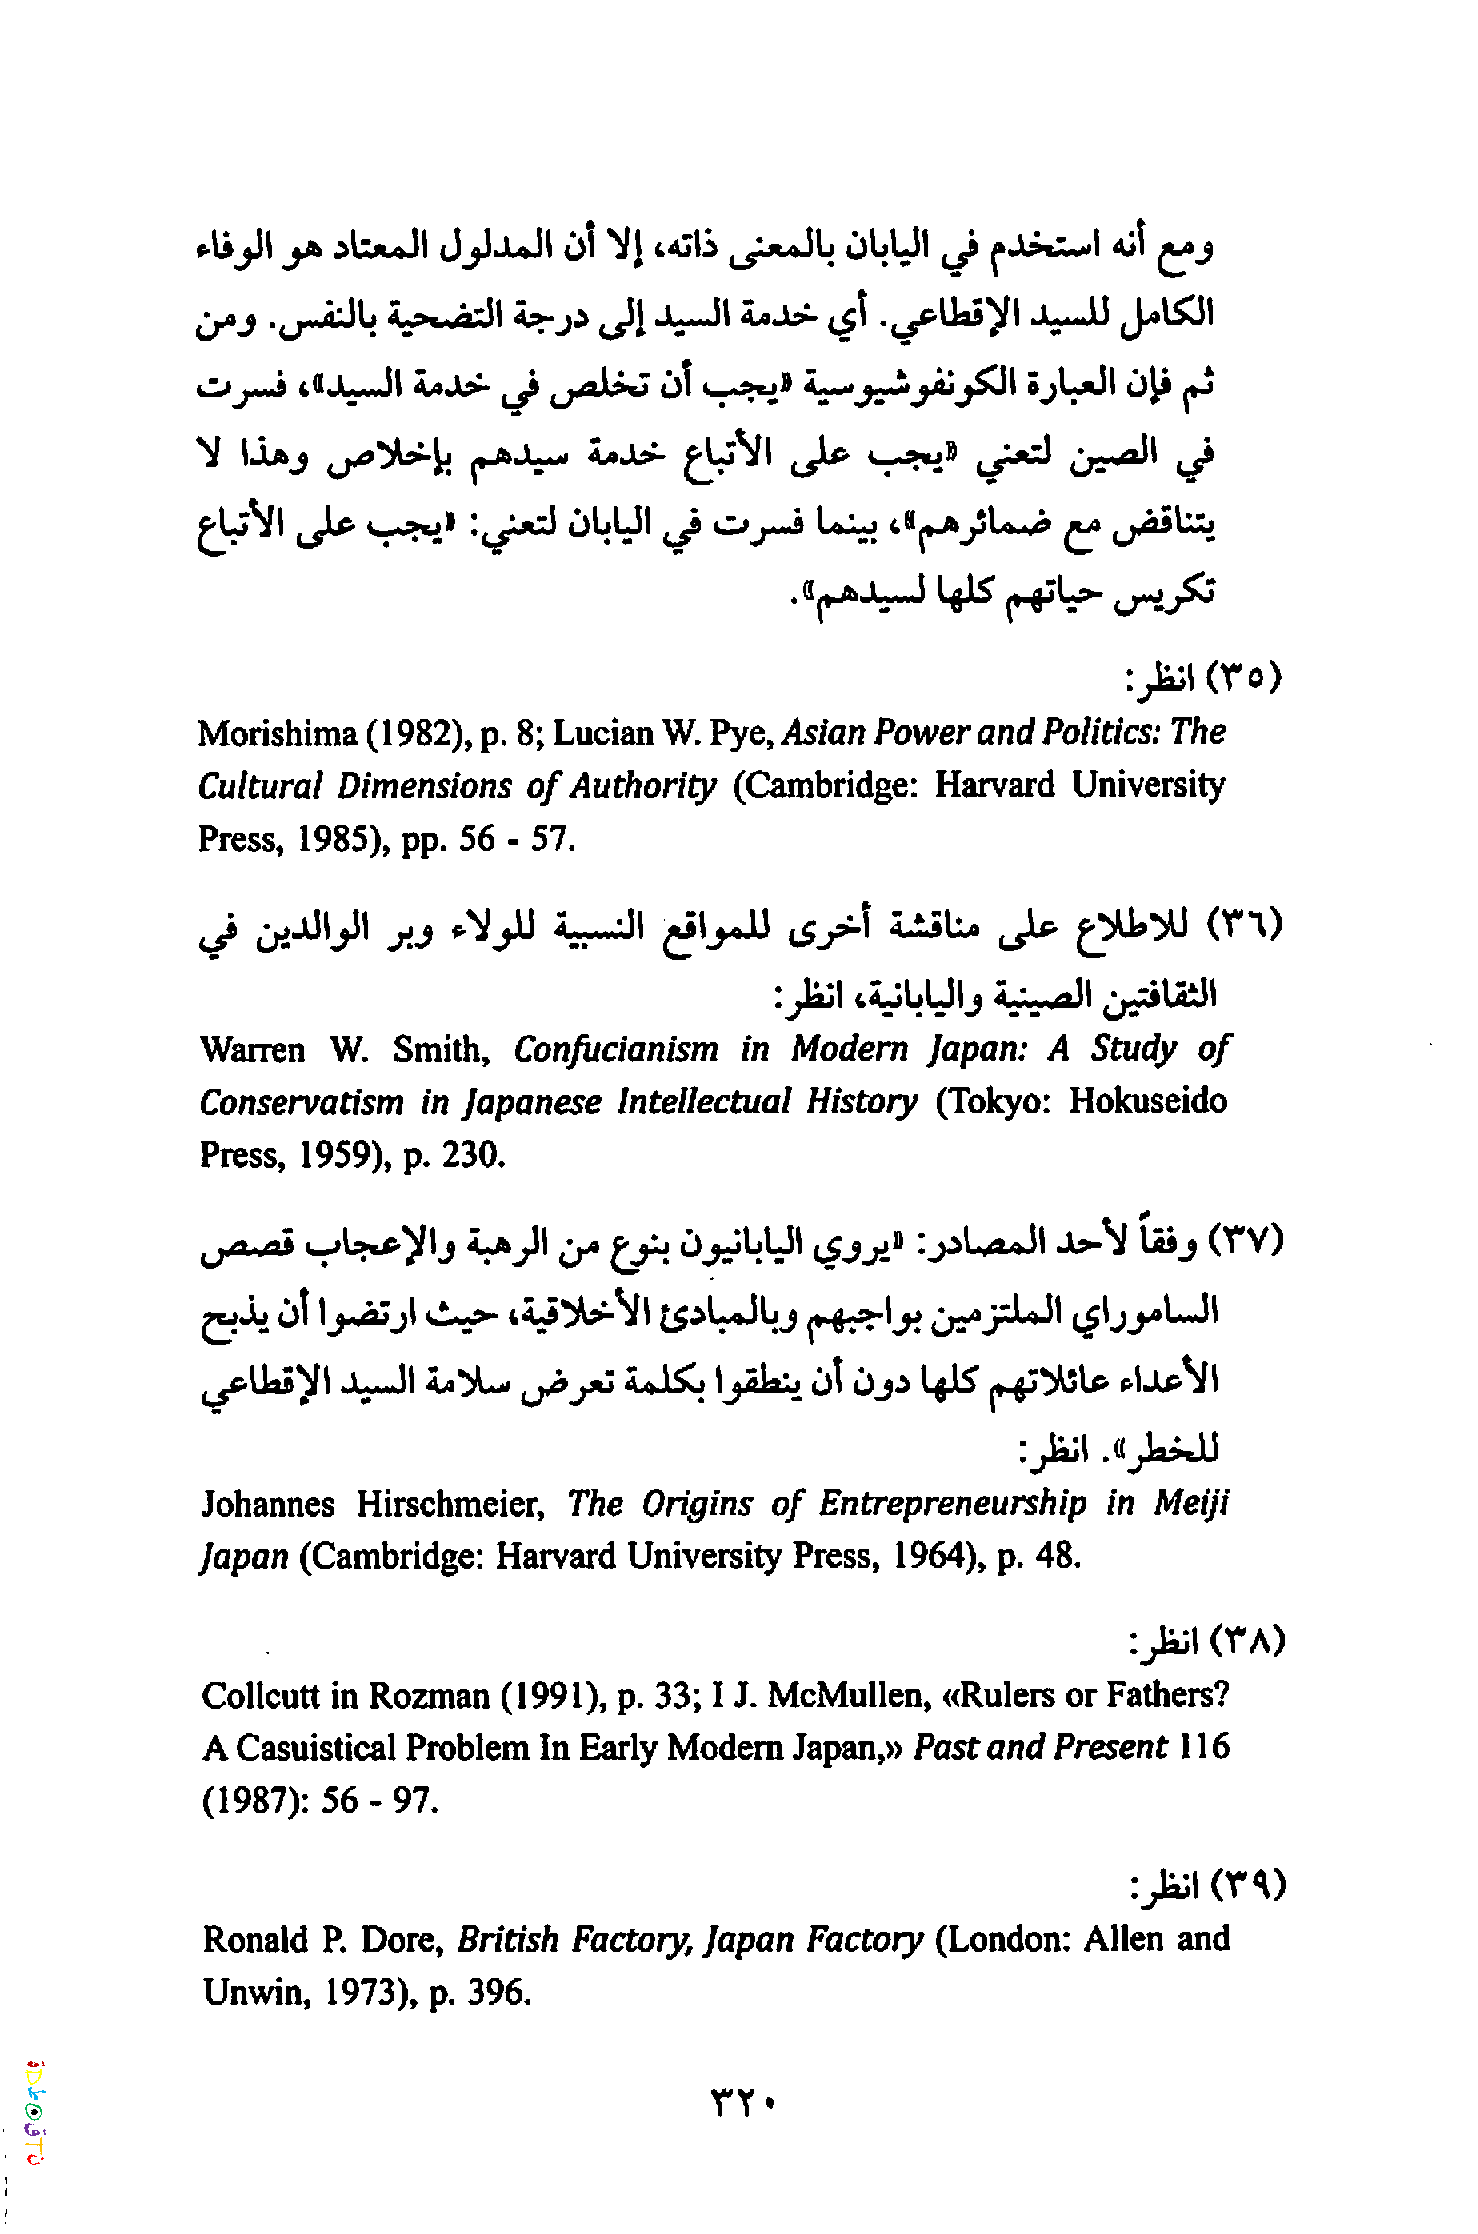 ومع أنه استخدم في اليابان بالمعنى ذاته، إلا أن المدلول المعتاد هو الوفاء
الكامل للسيد الإقطاعي. أي خدمة السيد إلى درجة التضحية بالنفس. ومن
ثم فإن العبارة الكونفوشيوسية «يجب أن تخلص في خدمة السيد»، فسرت
في الصين لتعني «يجب على الأتباع خدمة سيدهم بإخلاص وهذا لا
يتناقض مع ضمائرهم»، بينما فسرت في اليابان لتعني: «يجب على الأتباع
تكريس حياتهم كلها لسيدهم».
(٣٥) انظر:
Morishima (1982), p. 8; Lucian W. Pye, Asian Power and Politics: The
Cultural Dimensions of Authority (Cambridge: Harvard University
Press, 1985), pp. 56 - 57.
(٣٦) للاطلاع على مناقشة أخرى للمواقع النسبية للولاء وبر الوالدين في
الثقافتين الصينية واليابانية، انظر:
Warren W. Smith, Confucianism in Modern Japan: A Study of
Conservatism in Japanese Intellectual History (Tokyo: Hokuseido
Press, 1959), p. 230.
(٣٧) وفقاً لأحد المصادر: «يروي اليابانيون بنوع من الرهبة والإعجاب قصص
الساموراي الملتزمين بواجبهم وبالمبادئ الأخلاقية، حيث ارتضوا أن يذبح
الأعداء عائلاتهم كلها دون أن ينطقوا بكلمة تعرض سلامة السيد الإقطاعي
للخطر». انظر:
Johannes Hirschmeier, The Origins of Entrepreneurship in Meiji
Japan (Cambridge: Harvard University Press, 1964), p. 48.
(٣٨) انظر:
Collcutt in Rozman (1991), p. 33; I J. McMullen, «Rulers or Fathers?
A Casuistical Problem In Early Modern Japan,» Past and Present 116
(1987): 56 - 97.
(٣٩) انظر:
Ronald P. Dore, British Factory, Japan Factory (London: Allen and
Unwin, 1973), p. 396.
٣٢٠